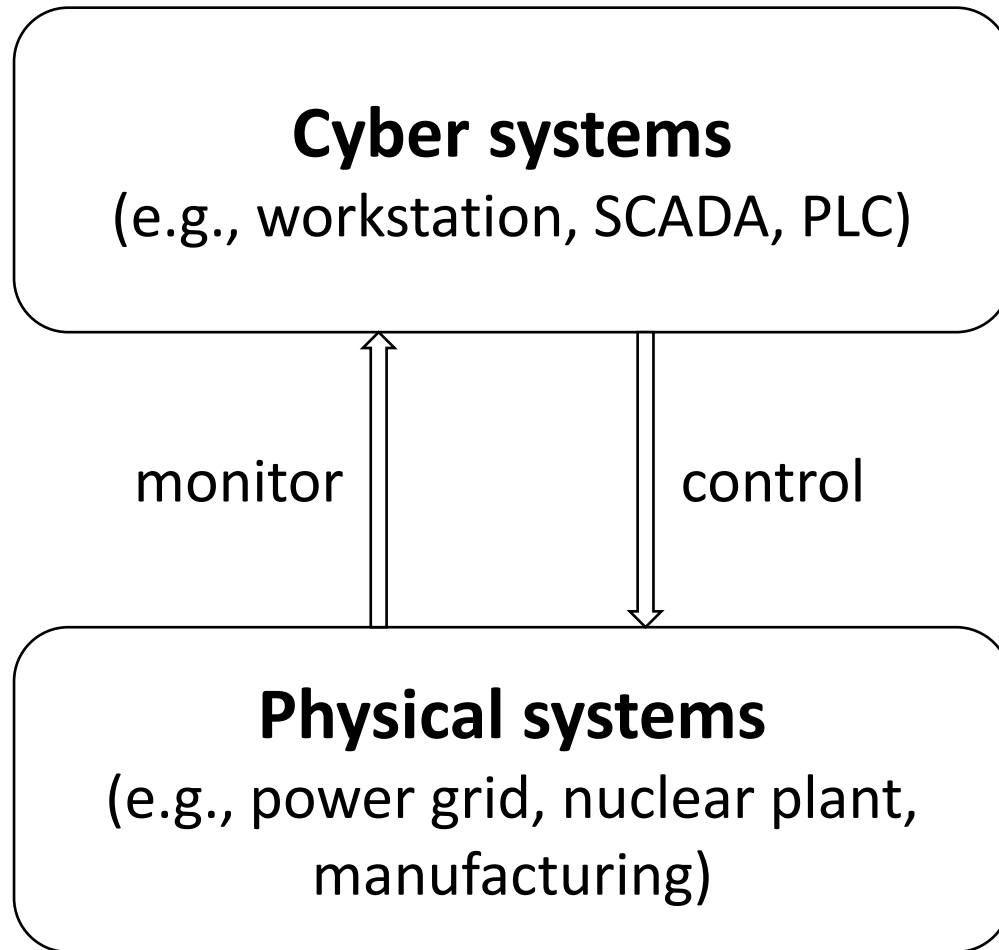 Cyber systems
(e.g., workstation, SCADA, PLC)
monitor
control
Physical systems
(e.g., power grid, nuclear plant,
manufacturing)